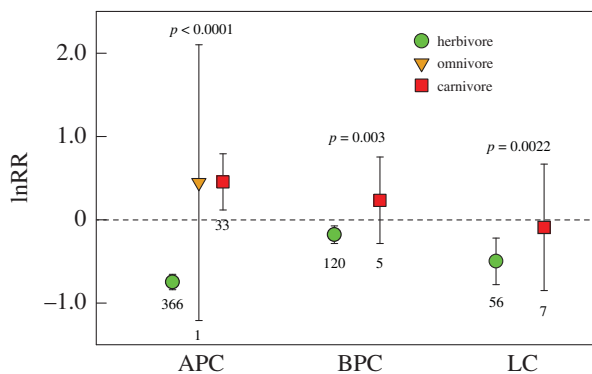 2.0
1.0
0
−1.0
lnRR
p < 0.0001
p = 0.003
p = 0.0022
herbivore
omnivore
carnivore
366
1
33
120
5
56
7
APC
BPC
LC